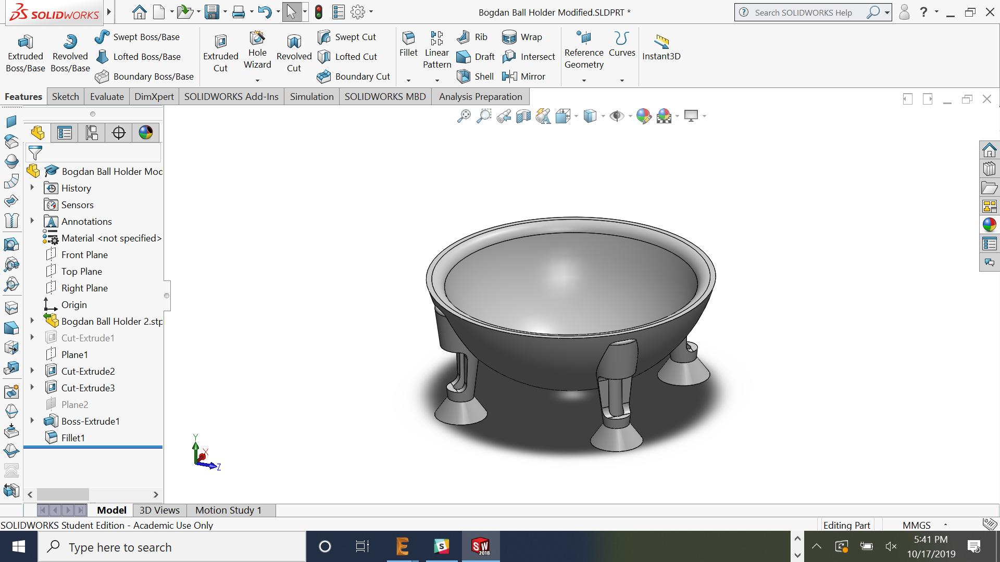 SOLIDWORKS
Bogdan Ball Holder Modified.SLDPRT *
Search SOLIDWORKS Help
?
Extruded Boss/Base
Revolved Boss/Base
Swept Boss/Base
Lofted Boss/Base
Boundary Boss/Base
Extruded Cut
Hole Wizard
Revolved Cut
Swept Cut
Lofted Cut
Boundary Cut
Fillet
Linear Pattern
Rib
Draft
Shell
Wrap
Intersect
Mirror
Reference Geometry
Curves
Instant3D
Features
Sketch
Evaluate
DimXpert
SOLIDWORKS Add-Ins
Simulation
SOLIDWORKS MBD
Analysis Preparation
Bogdan Ball Holder Moc
History
Sensors
Annotations
Material <not specified>
Front Plane
Top Plane
Right Plane
Origin
Bogdan Ball Holder 2.stp
Cut-Extrude1
Plane1
Cut-Extrude2
Cut-Extrude3
Plane2
Boss-Extrude1
Fillet1
Y
X
Z
Model
3D Views
Motion Study 1
SOLIDWORKS Student Edition - Academic Use Only
Editing Part
MMGS
Type here to search
E
S
SW
2018
5:41 PM
10/17/2019